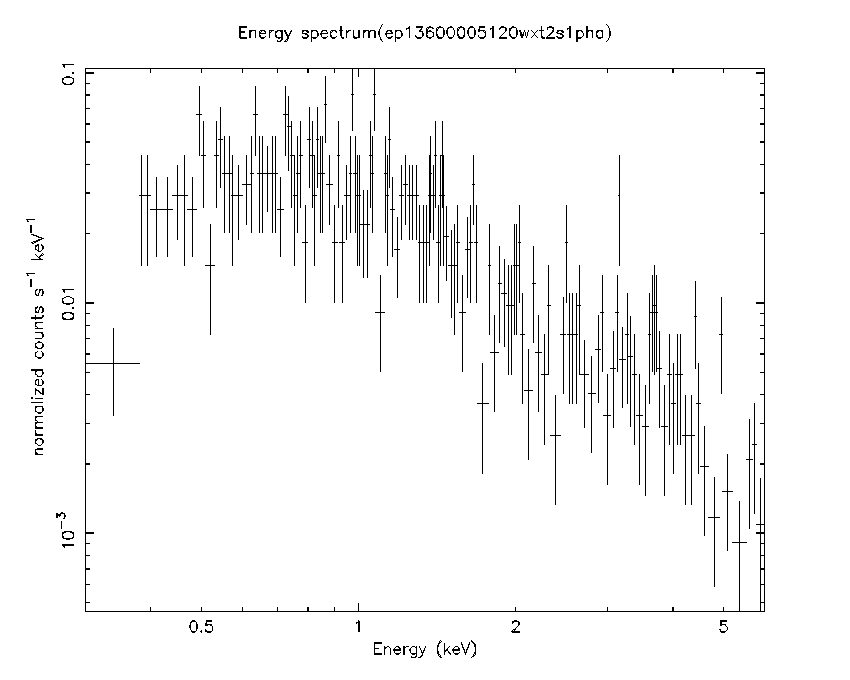 Energy spectrum(ep13600005120wxt2s1pha)
0.1
0.01
10⁻³
normalized counts s⁻¹ keV⁻¹
0.5 1 2 5
Energy (keV)